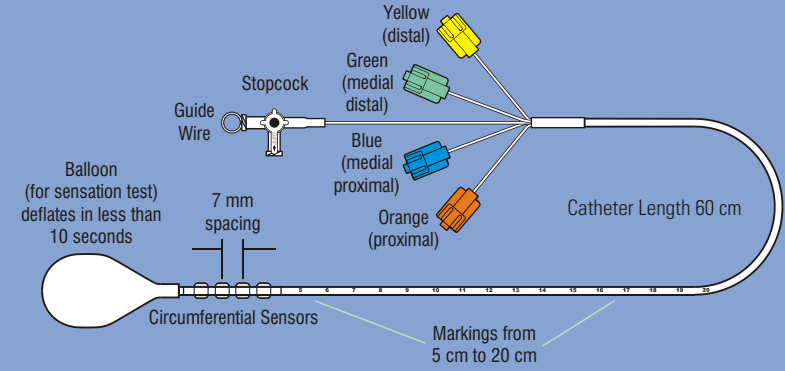 Yellow
(distal)
Green
(medial
distal)
Stopcock
Guide
Wire
Blue
(medial
proximal)
Orange
(proximal)
Balloon
(for sensation test)
deflates in less than
10 seconds
7 mm
spacing
Catheter Length 60 cm
5 6 7 8 9 10 11 12 13 14 15 16 17 18 19 20
Circumferential Sensors
Markings from
5 cm to 20 cm